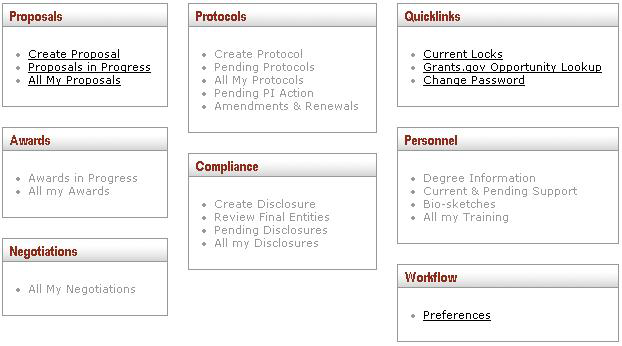 Proposals
Create Proposal
Proposals in Progress
All My Proposals
Awards
Awards in Progress
All my Awards
Negotiations
All My Negotiations
Protocols
Create Protocol
Pending Protocols
All My Protocols
Pending PI Action
Amendments & Renewals
Compliance
Create Disclosure
Review Final Entities
Pending Disclosures
All my Disclosures
Quicklinks
Current Locks
Grants.gov Opportunity Lookup
Change Password
Personnel
Degree Information
Current & Pending Support
Bio-sketches
All my Training
Workflow
Preferences